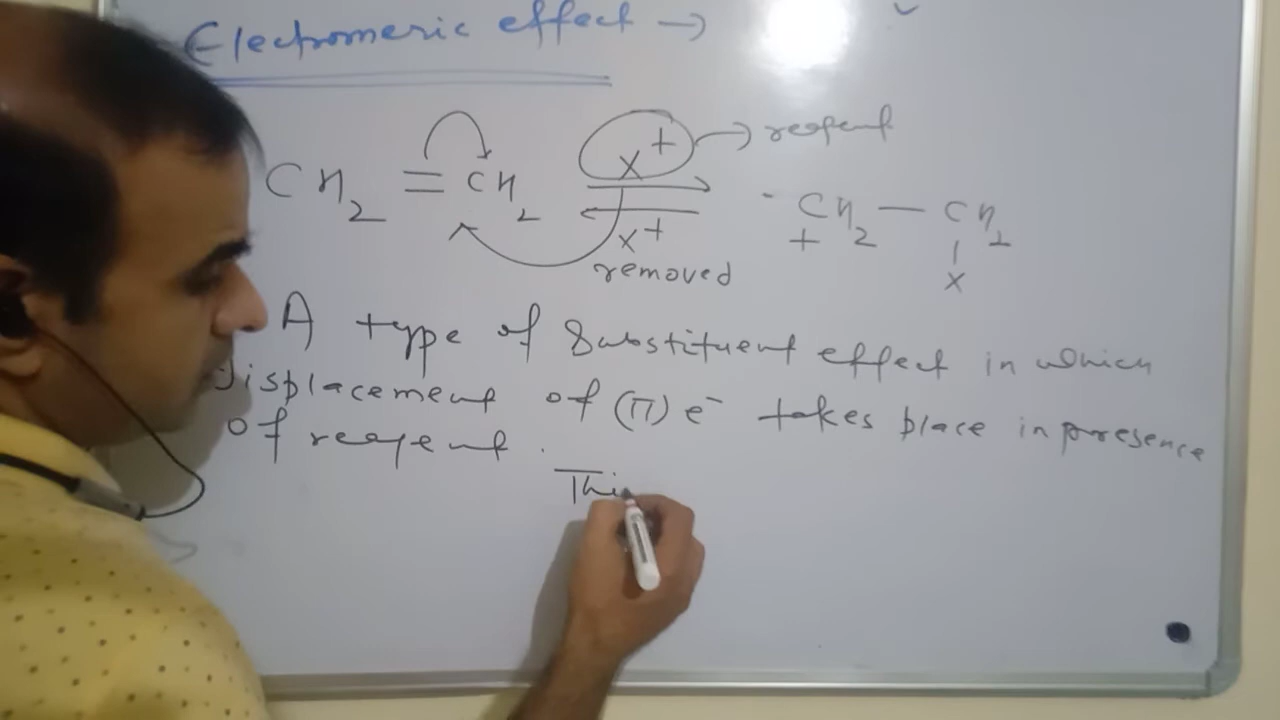 Electromeric effect →
X⁺ → reagent
CH₂ = CH₂ ⇌ CH₂ — CH₂
+
X
X⁺
removed
A type of Substituent effect in which
displacement of (π) e⁻ takes place in presence
of reagent.
Thi